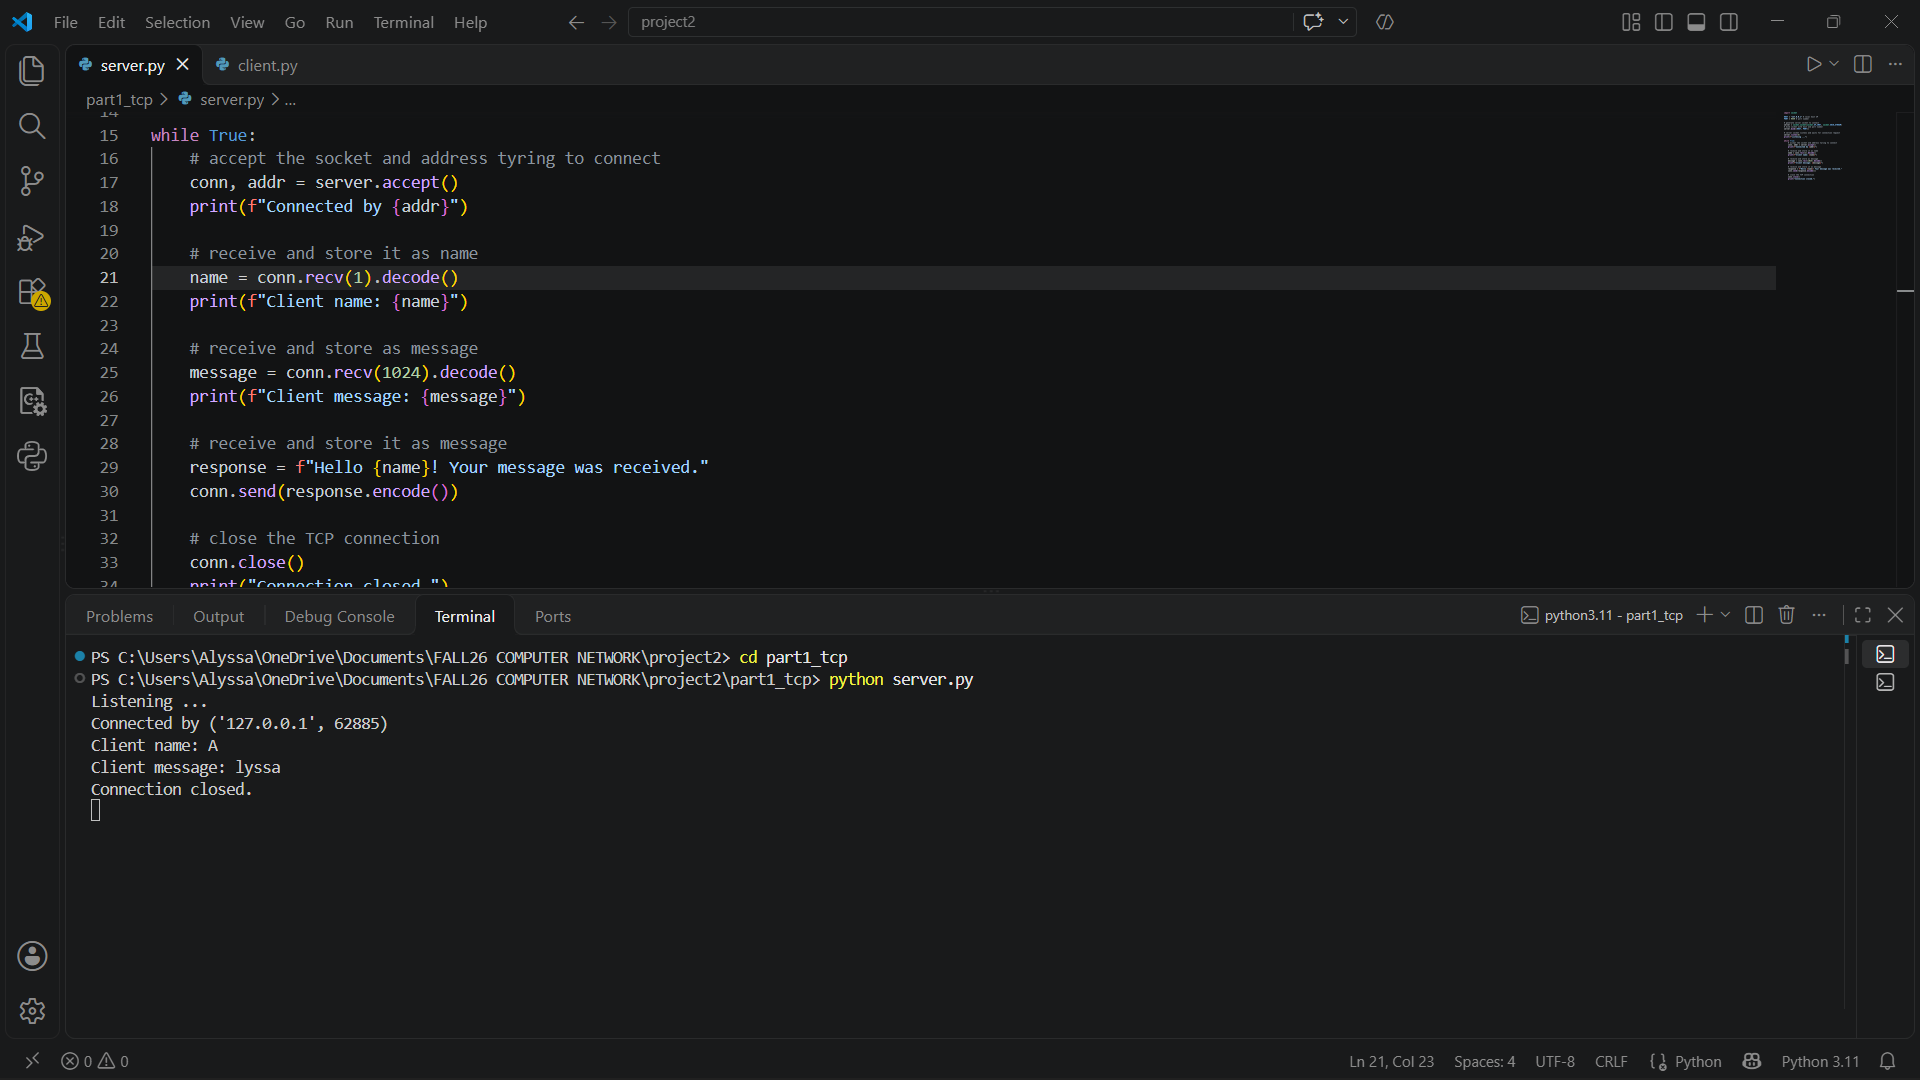 File Edit Selection View Go Run Terminal Help
project2
server.py
client.py
part1_tcp > server.py > ...
14
15 while True:
16 # accept the socket and address tyring to connect
17 conn, addr = server.accept()
18 print(f"Connected by {addr}")
19
20 # receive and store it as name
21 name = conn.recv(1).decode()
22 print(f"Client name: {name}")
23
24 # receive and store as message
25 message = conn.recv(1024).decode()
26 print(f"Client message: {message}")
27
28 # receive and store it as message
29 response = f"Hello {name}! Your message was received."
30 conn.send(response.encode())
31
32 # close the TCP connection
33 conn.close()
34 print("Connection closed.")
Problems Output Debug Console Terminal Ports
python3.11 - part1_tcp
PS C:\Users\Alyssa\OneDrive\Documents\FALL26 COMPUTER NETWORK\project2> cd part1_tcp
PS C:\Users\Alyssa\OneDrive\Documents\FALL26 COMPUTER NETWORK\project2\part1_tcp> python server.py
Listening ...
Connected by ('127.0.0.1', 62885)
Client name: A
Client message: lyssa
Connection closed.
0 0
Ln 21, Col 23 Spaces: 4 UTF-8 CRLF Python Python 3.11